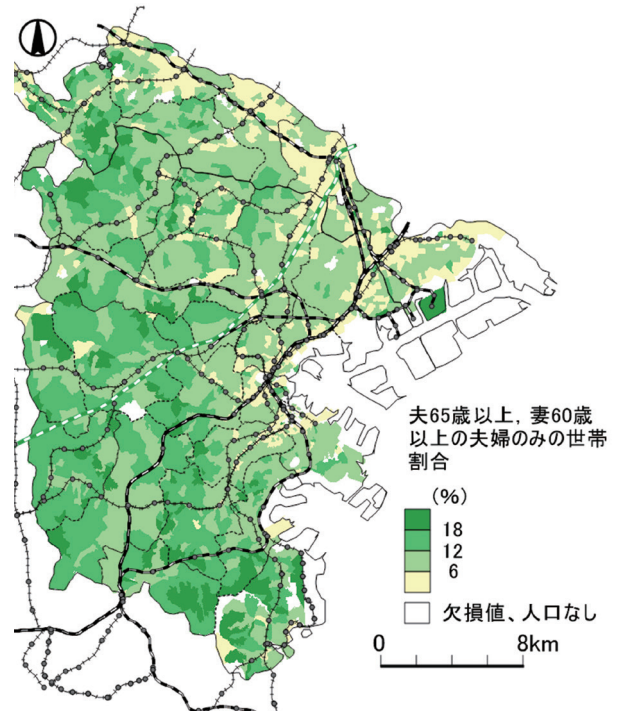 夫65歳以上，妻60歳
以上の夫婦のみの世帯
割合
(%)
18
12
6
欠損値、人口なし
0 8km